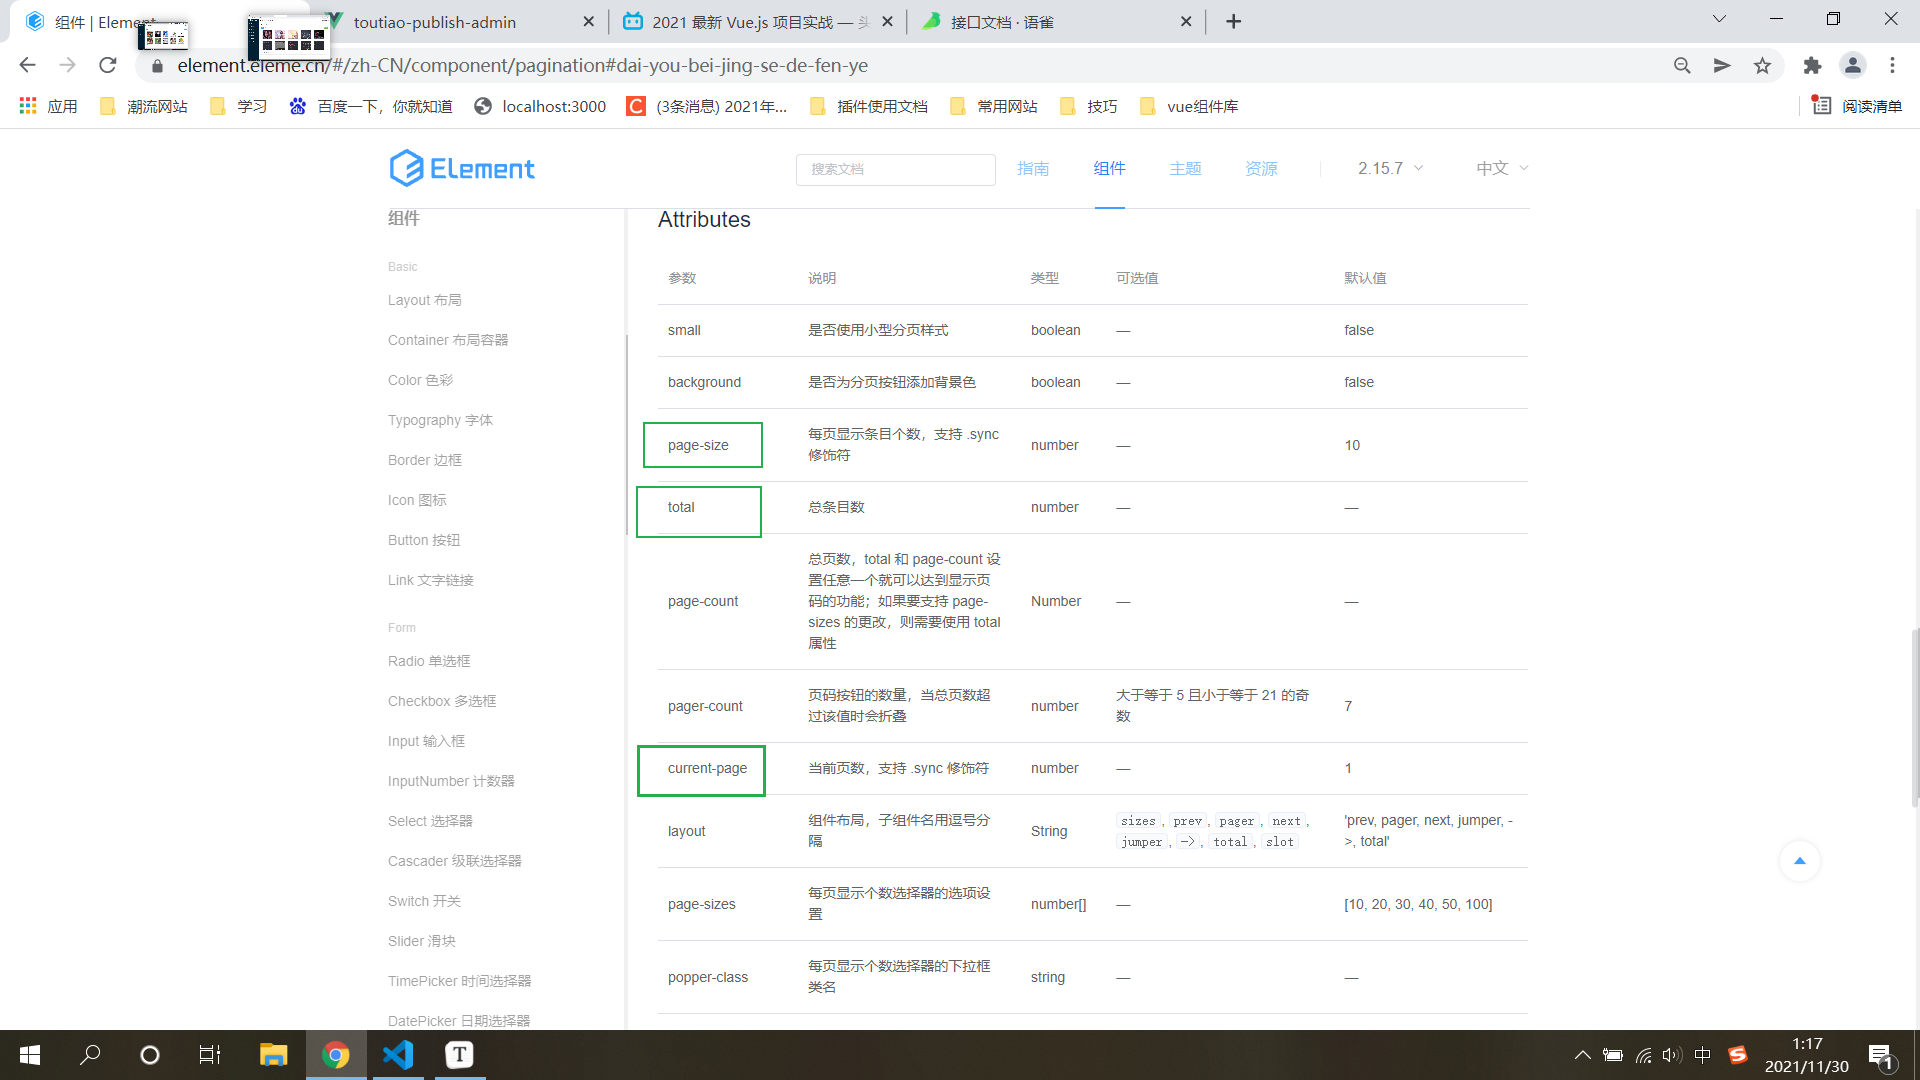 组件 | Element
toutiao-publish-admin
2021 最新 Vue.js 项目实战 — 头
接口文档 · 语雀
element.eleme.cn/#/zh-CN/component/pagination#dai-you-bei-jing-se-de-fen-ye
应用
潮流网站
学习
百度一下，你就知道
localhost:3000
(3条消息) 2021年...
插件使用文档
常用网站
技巧
vue组件库
阅读清单
Element
搜索文档
指南
组件
主题
资源
2.15.7
中文
组件
Basic
Layout 布局
Container 布局容器
Color 色彩
Typography 字体
Border 边框
Icon 图标
Button 按钮
Link 文字链接
Form
Radio 单选框
Checkbox 多选框
Input 输入框
InputNumber 计数器
Select 选择器
Cascader 级联选择器
Switch 开关
Slider 滑块
TimePicker 时间选择器
DatePicker 日期选择器
Attributes
参数 说明 类型 可选值 默认值
small 是否使用小型分页样式 boolean — false
background 是否为分页按钮添加背景色 boolean — false
page-size 每页显示条目个数，支持 .sync
修饰符 number — 10
total 总条目数 number — —
page-count 总页数，total 和 page-count 设
置任意一个就可以达到显示页
码的功能；如果要支持 page-
sizes 的更改，则需要使用 total
属性 Number — —
pager-count 页码按钮的数量，当总页数超
过该值时会折叠 number 大于等于 5 且小于等于 21 的奇
数 7
current-page 当前页数，支持 .sync 修饰符 number — 1
layout 组件布局，子组件名用逗号分
隔 String sizes, prev, pager, next,
jumper, ->, total, slot 'prev, pager, next, jumper, -
>, total'
page-sizes 每页显示个数选择器的选项设
置 number[] — [10, 20, 30, 40, 50, 100]
popper-class 每页显示个数选择器的下拉框
类名 string — —
中
1:17
2021/11/30
1